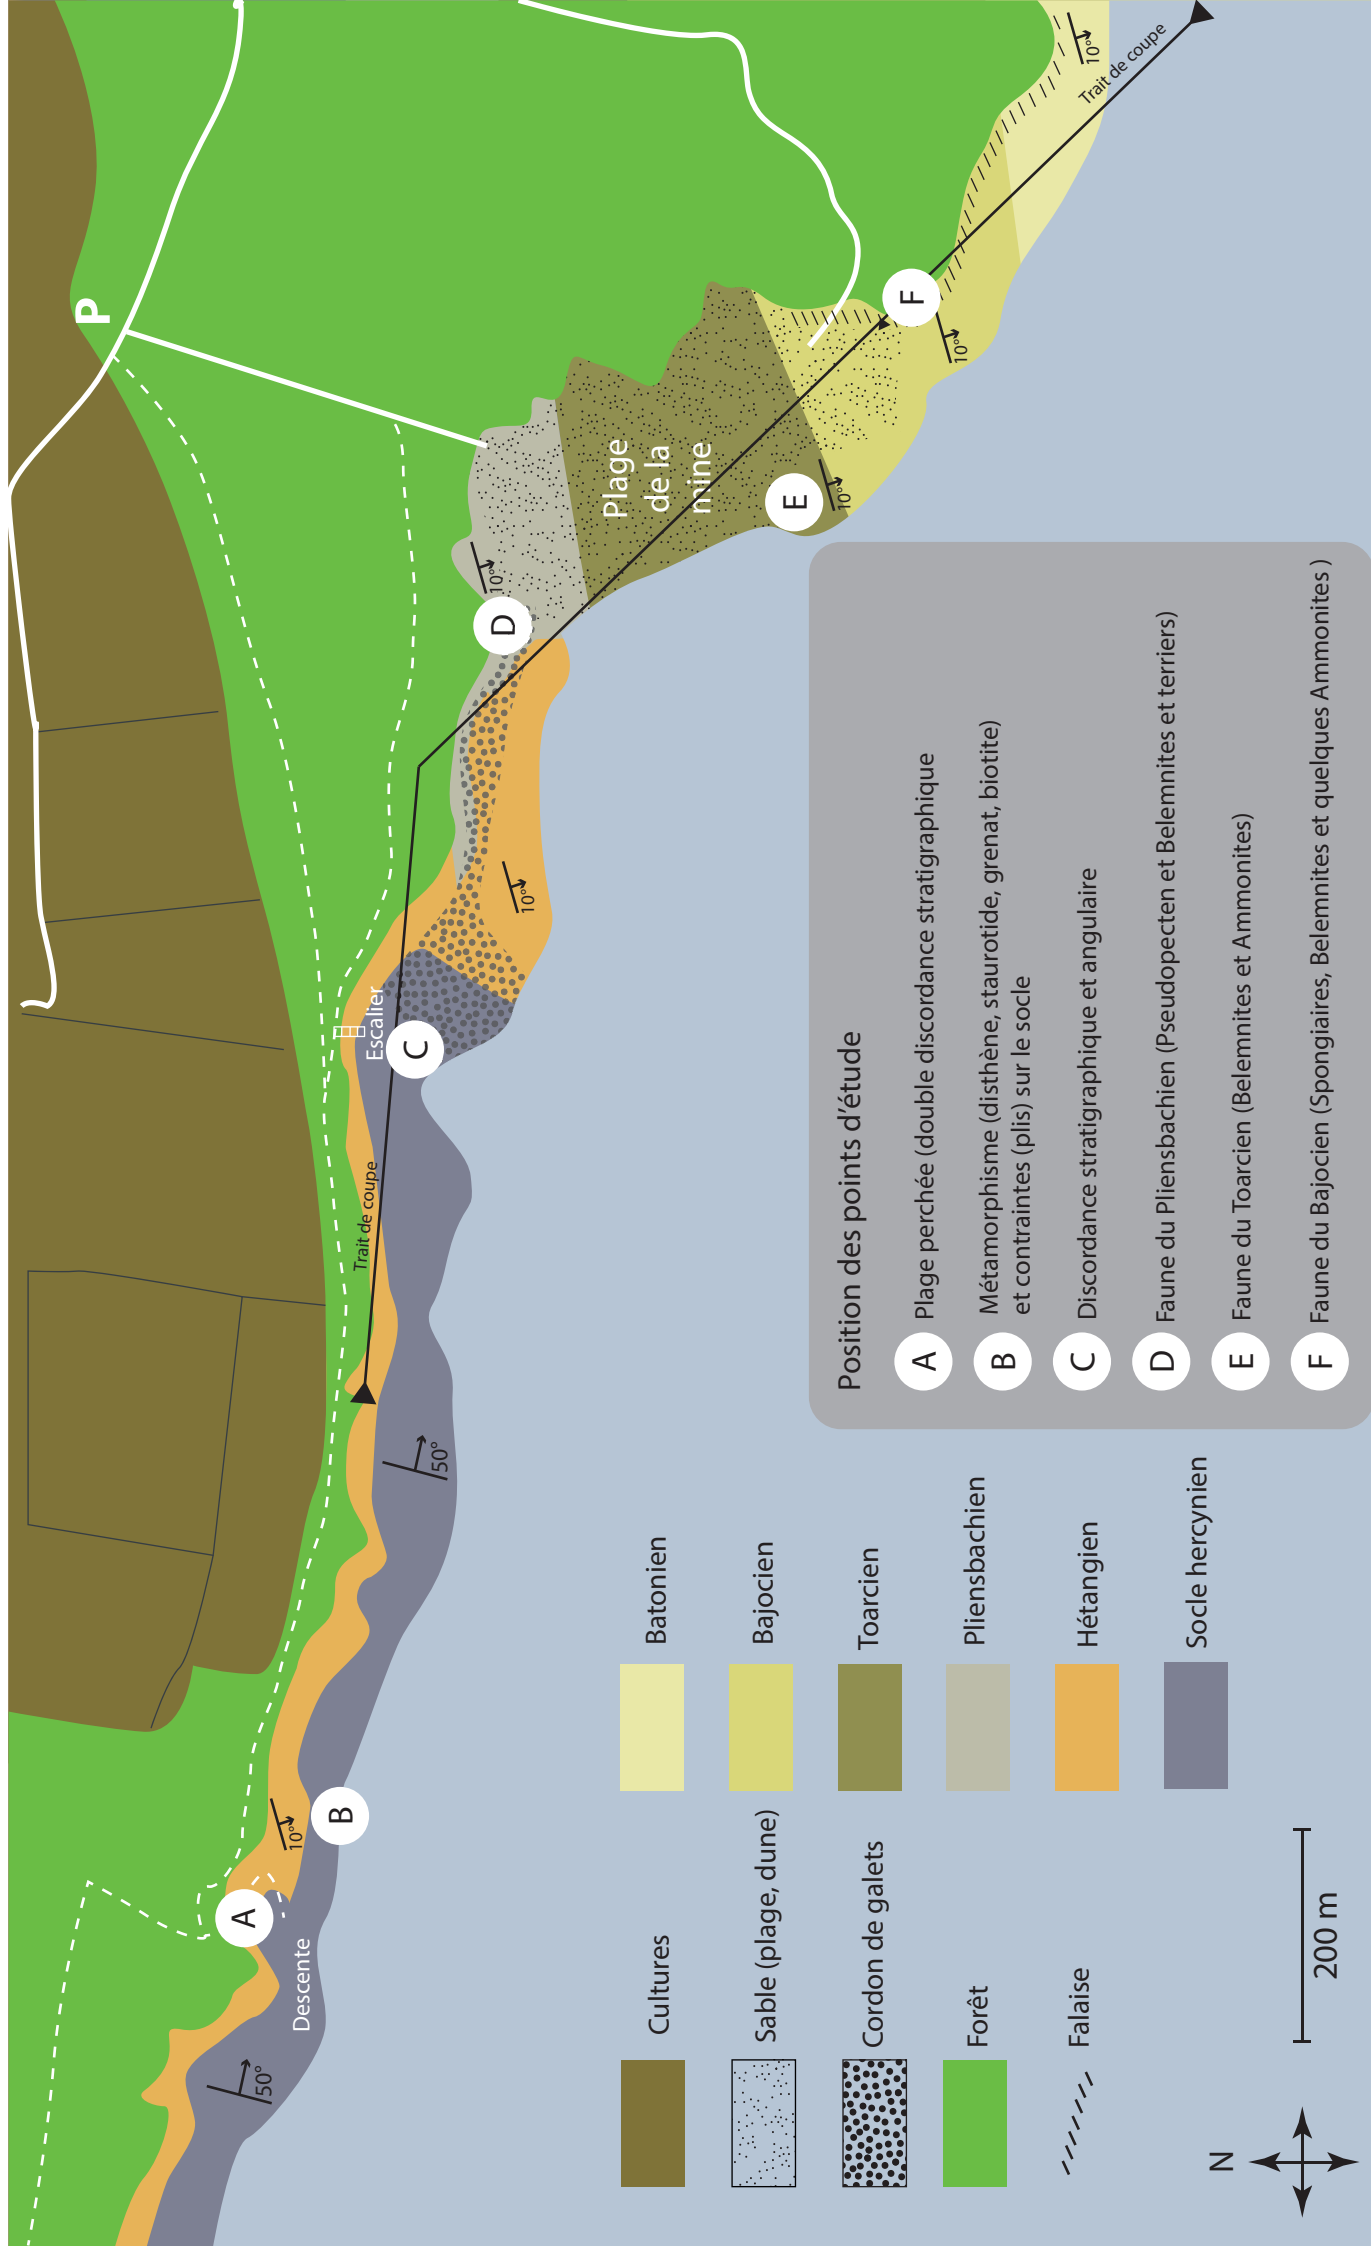 P
Plage
de la
mine
Escalier
Descente
Trait de coupe
Trait de coupe
A
B
C
D
E
F
50°
10°
50°
10°
10°
10°
10°
10°
Position des points d'étude
A Plage perchée (double discordance stratigraphique
B Métamorphisme (disthène, staurotide, grenat, biotite)
et contraintes (plis) sur le socle
C Discordance stratigraphique et angulaire
D Faune du Pliensbachien (Pseudopecten et Belemnites et terriers)
E Faune du Toarcien (Belemnites et Ammonites)
F Faune du Bajocien (Spongiaires, Belemnites et quelques Ammonites )
Cultures
Sable (plage, dune)
Cordon de galets
Forêt
Falaise
Batonien
Bajocien
Toarcien
Pliensbachien
Hétangien
Socle hercynien
N
200 m